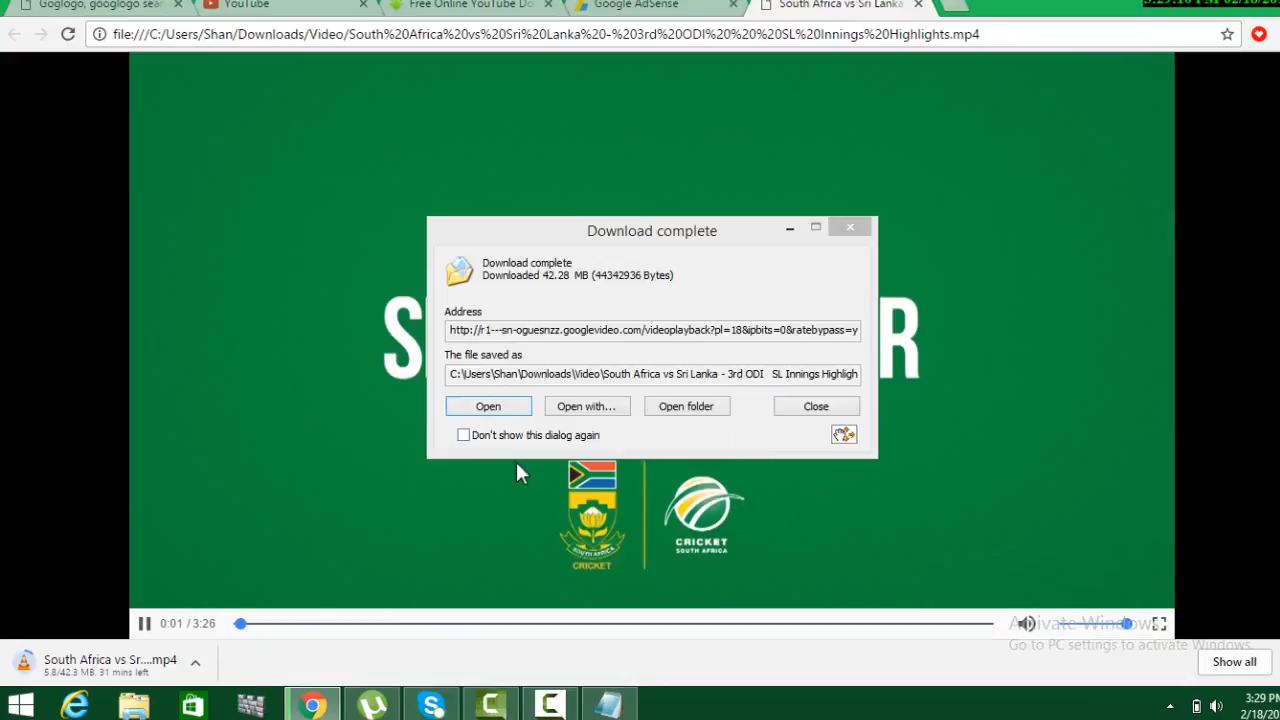 Goglogo, googlogo sear
YouTube
Free Online YouTube Do
Google AdSense
South Africa vs Sri Lanka
file:///C:/Users/Shan/Downloads/Video/South%20Africa%20vs%20Sri%20Lanka%20-%203rd%20ODI%20%20%20SL%20Innings%20Highlights.mp4
Download complete
Download complete
Downloaded 42.28 MB (44342936 Bytes)
Address
http://r1---sn-oguesnzz.googlevideo.com/videoplayback?pl=18&ipbits=0&ratebypass=y
The file saved as
C:\Users\Shan\Downloads\Video\South Africa vs Sri Lanka - 3rd ODI   SL Innings Highligh
Open
Open with...
Open folder
Close
Don't show this dialog again
S
R
SOUTH AFRICA
CRICKET
CRICKET
SOUTH AFRICA
0:01 / 3:26
Activate Windows
Go to PC settings to activate Windows.
South Africa vs Sr....mp4
5.8/42.3 MB, 31 mins left
Show all
3:29 PM
2/18/20